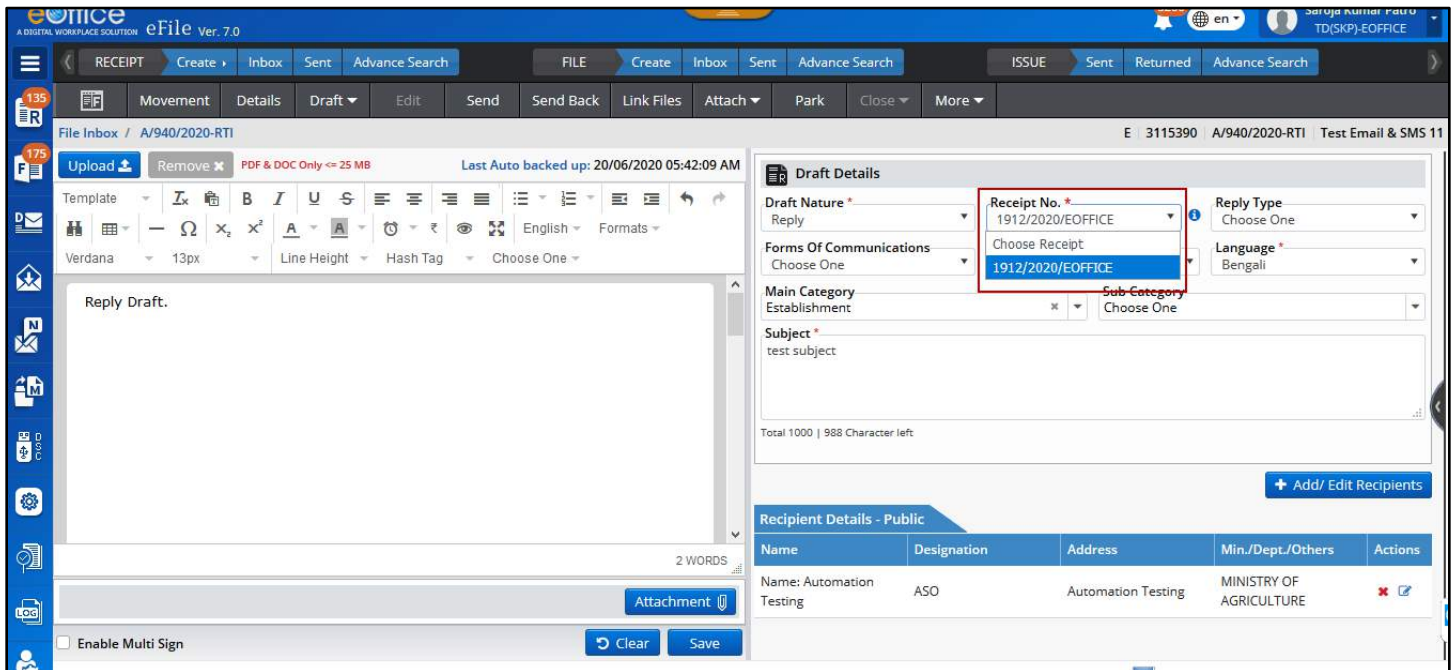 eOffice
A DIGITAL WORKPLACE SOLUTION eFile Ver. 7.0
en
Saroja Kumar Patro
TD(SKP)-EOFFICE
RECEIPT Create Inbox Sent Advance Search FILE Create Inbox Sent Advance Search ISSUE Sent Returned Advance Search
135
R
Movement Details Draft Edit Send Send Back Link Files Attach Park Close More
File Inbox / A/940/2020-RTI
E 3115390 A/940/2020-RTI Test Email & SMS 11
175
F
Upload Remove PDF & DOC Only <= 25 MB Last Auto backed up: 20/06/2020 05:42:09 AM
Template
English Formats
Verdana 13px Line Height Hash Tag Choose One
Reply Draft.
2 WORDS
Attachment
Enable Multi Sign
Clear Save
D
N
M
DSC
LOG
Draft Details
Draft Nature *
Reply
Receipt No. *
1912/2020/EOFFICE
Choose Receipt
1912/2020/EOFFICE
Reply Type
Choose One
Forms Of Communications
Choose One
Language *
Bengali
Main Category
Establishment
Sub Category
Choose One
Subject *
test subject
Total 1000 | 988 Character left
Add/ Edit Recipients
Recipient Details - Public
Name Designation Address Min./Dept./Others Actions
Name: Automation Testing ASO Automation Testing MINISTRY OF AGRICULTURE